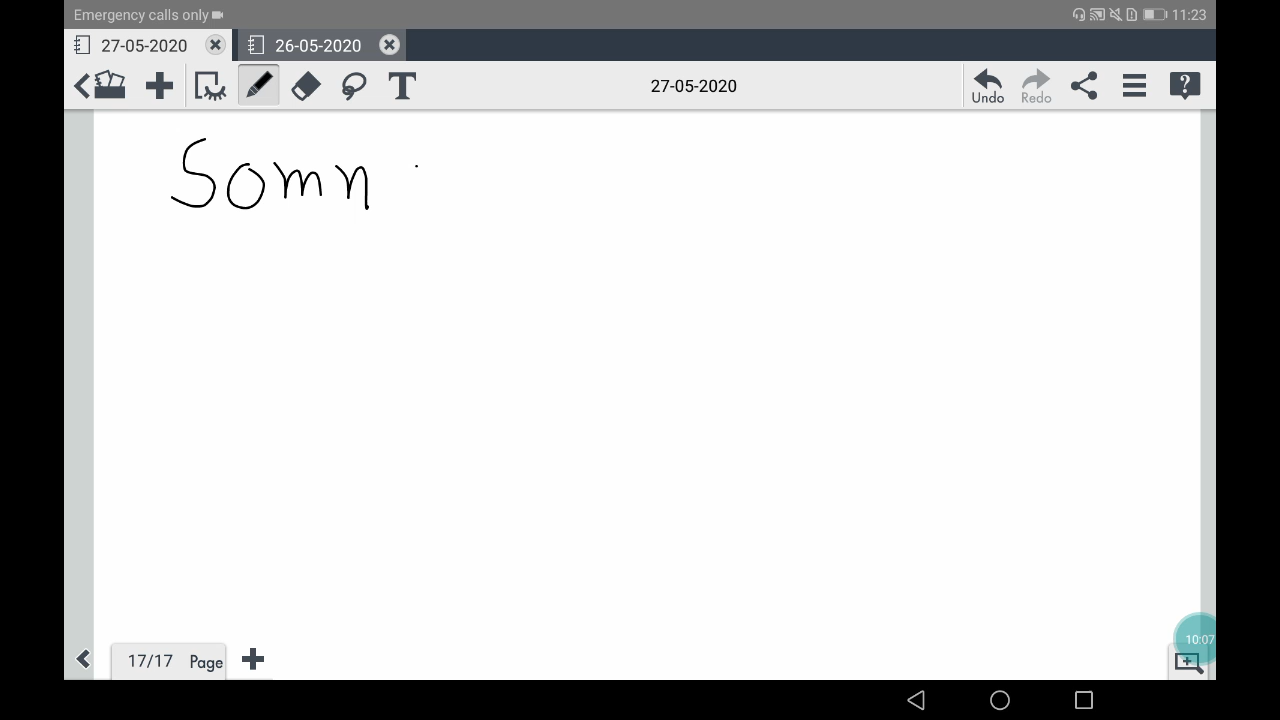 Emergency calls only 11:23
27-05-2020 26-05-2020
T 27-05-2020 Undo Redo ?
Somn
17/17 Page
10:07